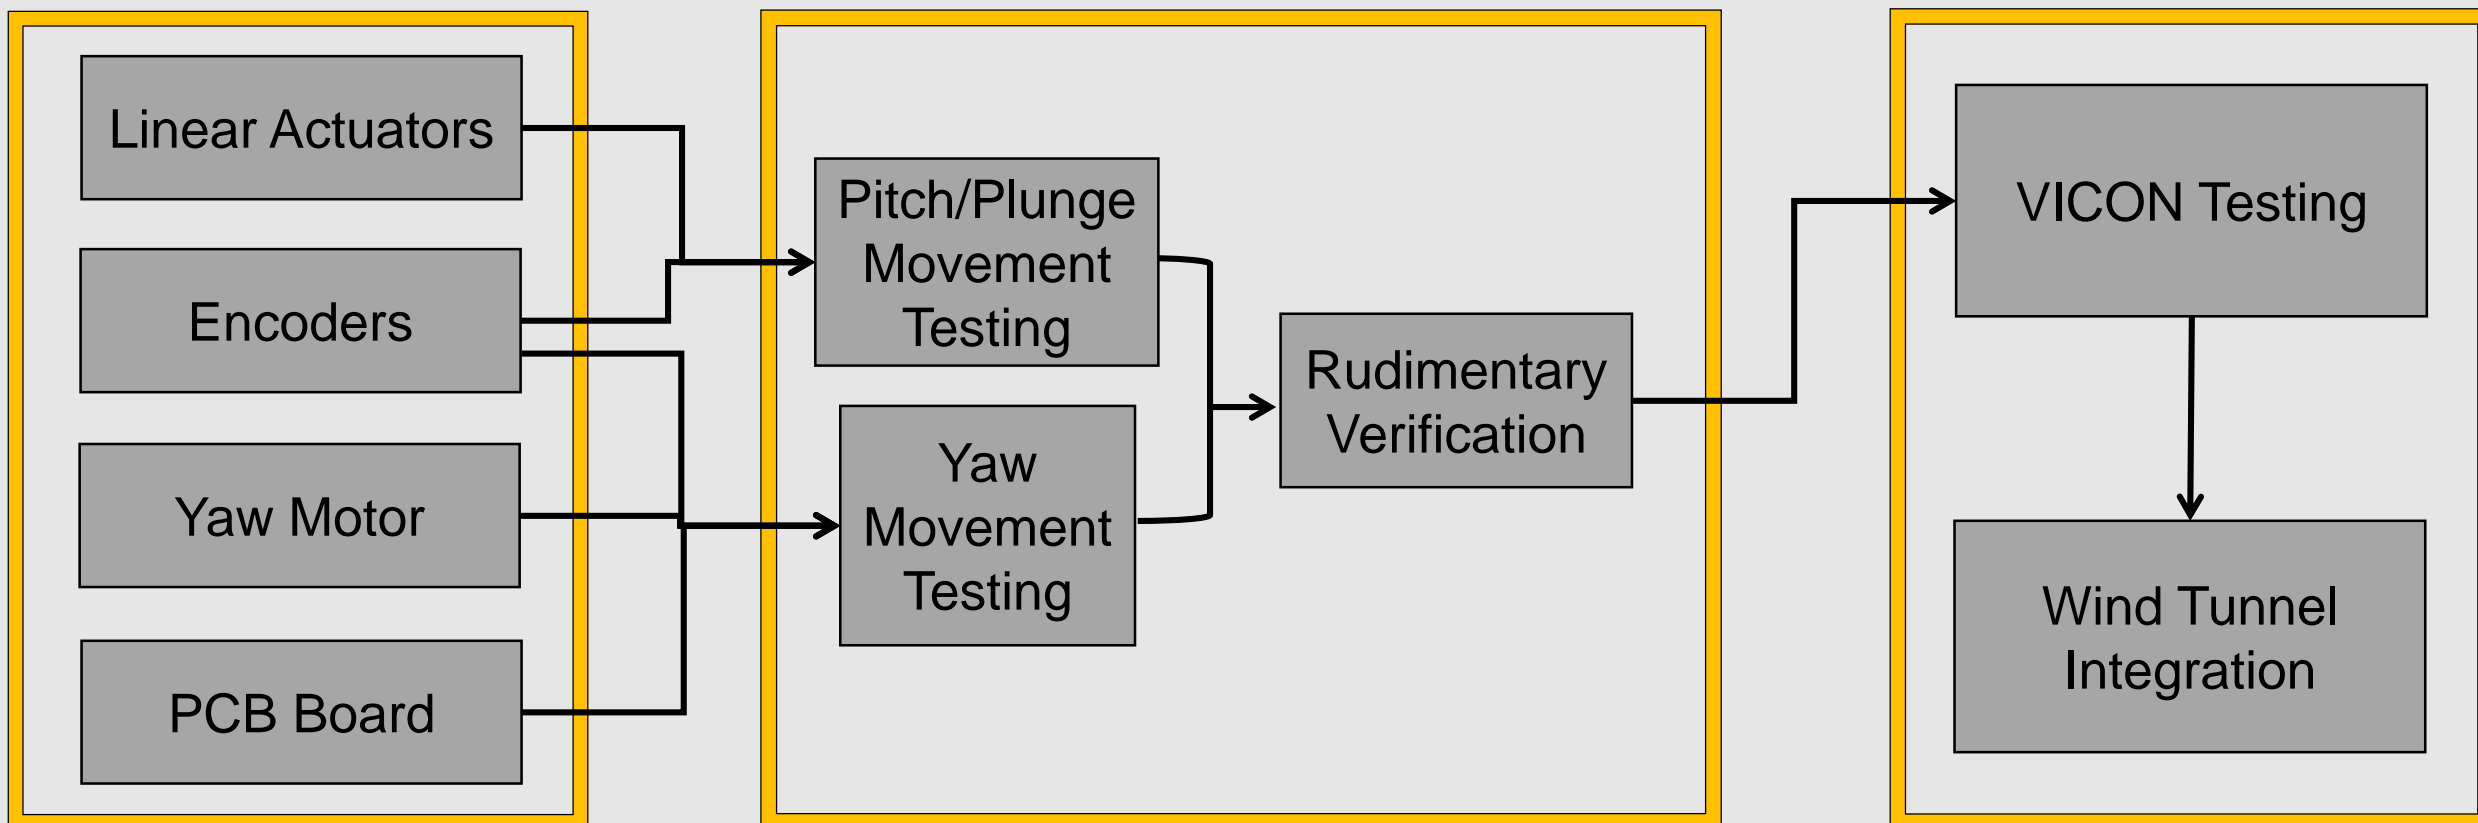 Linear Actuators
Encoders
Yaw Motor
PCB Board
Pitch/Plunge
Movement
Testing
Yaw
Movement
Testing
Rudimentary
Verification
VICON Testing
Wind Tunnel
Integration